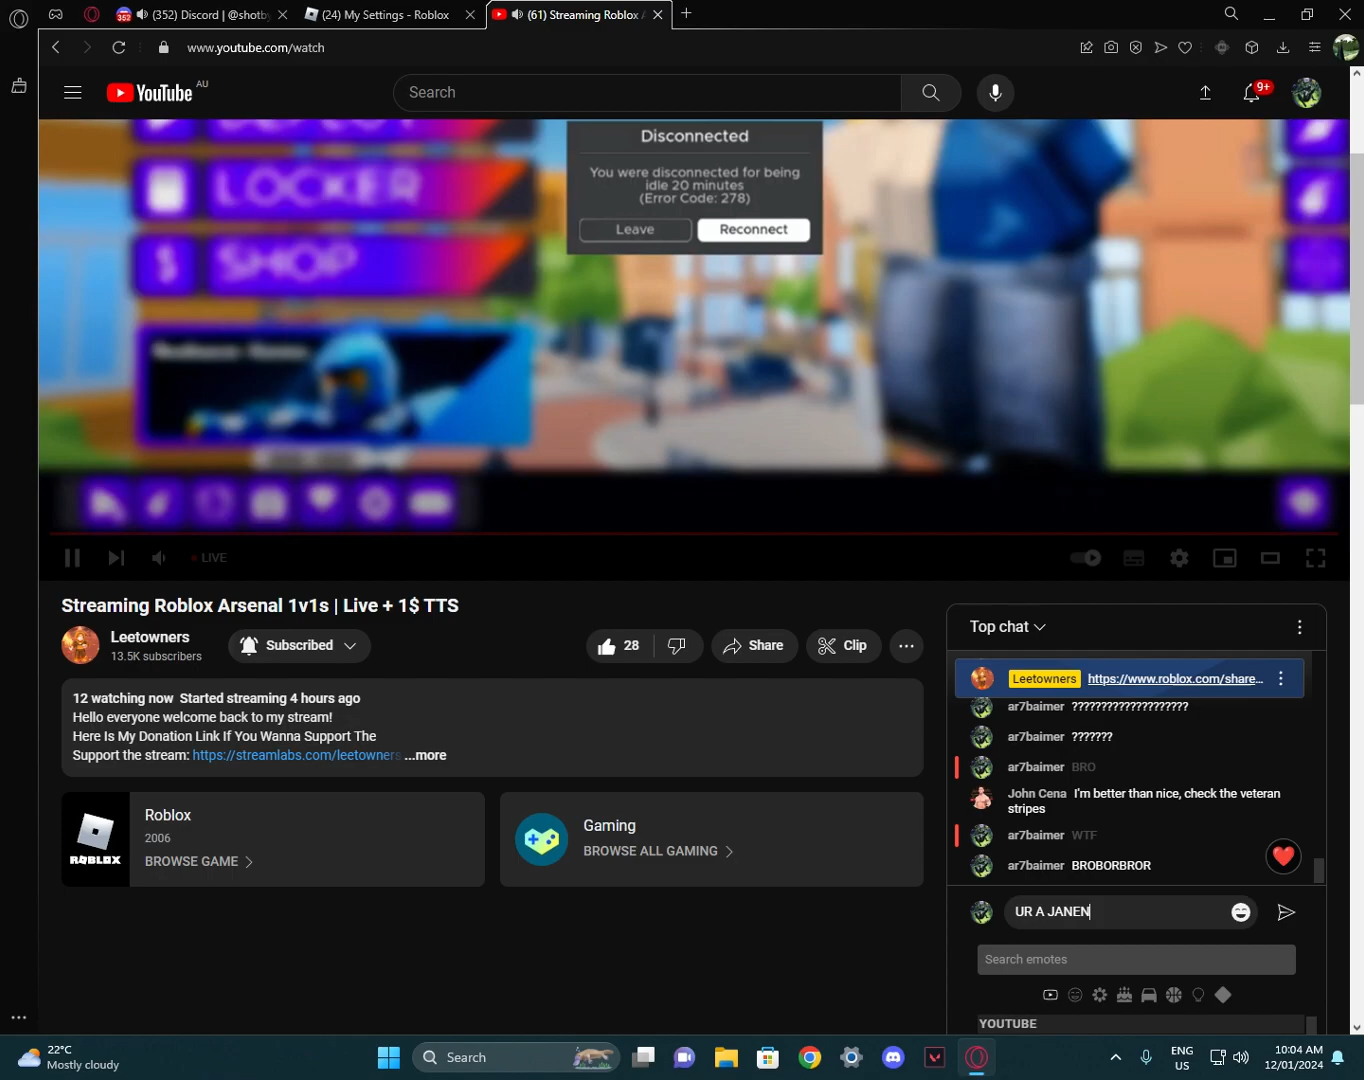 (352) Discord | @shotby
(24) My Settings - Roblox
(61) Streaming Roblox A
www.youtube.com/watch
YouTube AU
Search
9+
Disconnected
You were disconnected for being
idle 20 minutes
(Error Code: 278)
Leave
Reconnect
LOCKER
$ SHOP
LIVE
Streaming Roblox Arsenal 1v1s | Live + 1$ TTS
Leetowners
13.5K subscribers
Subscribed
28
Share
Clip
12 watching now Started streaming 4 hours ago
Hello everyone welcome back to my stream!
Here Is My Donation Link If You Wanna Support The
Support the stream: https://streamlabs.com/leetowners ...more
ROBLOX
Roblox
2006
BROWSE GAME
Gaming
BROWSE ALL GAMING
Top chat
Leetowners https://www.roblox.com/share...
ar7baimer ????????????????????
ar7baimer ???????
ar7baimer BRO
John Cena I'm better than nice, check the veteran
stripes
ar7baimer WTF
ar7baimer BROBORBROR
UR A JANEN
Search emotes
YOUTUBE
22°C
Mostly cloudy
Search
ENG
US
10:04 AM
12/01/2024